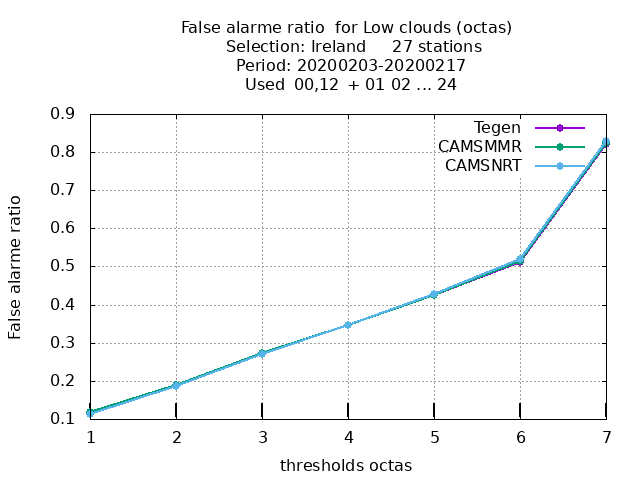 False alarme ratio  for Low clouds (octas)
Selection: Ireland     27 stations
Period: 20200203-20200217
Used  00,12  + 01 02 ... 24
False alarme ratio
0.9
0.8
0.7
0.6
0.5
0.4
0.3
0.2
0.1
Tegen
CAMSMMR
CAMSNRT
1 2 3 4 5 6 7
thresholds octas